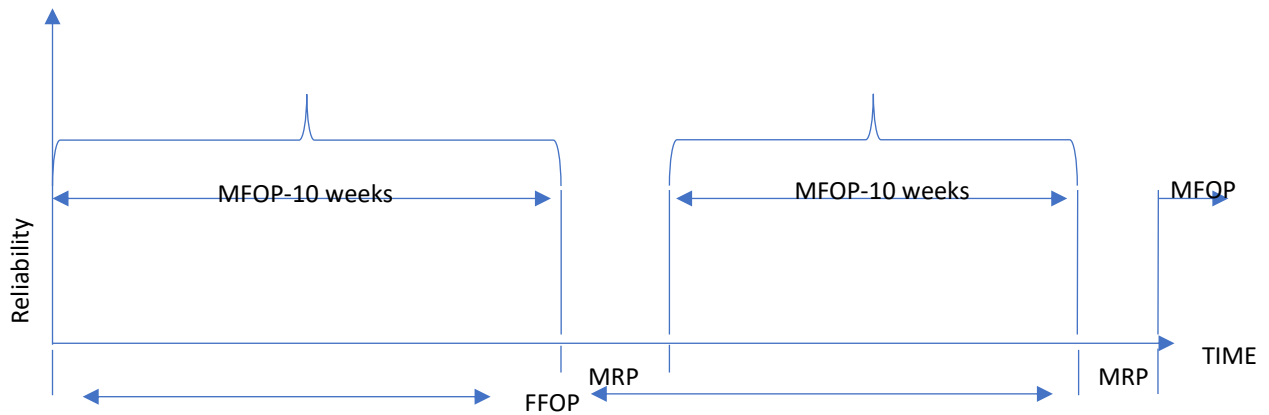 MFOP-10 weeks
MFOP-10 weeks
MFOP
Reliability
TIME
MRP
MRP
FFOP